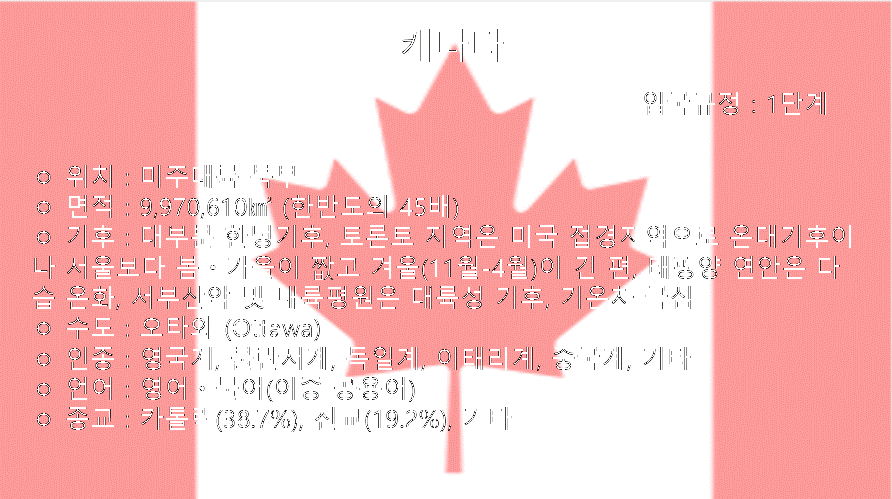 캐나다
입국규정 : 1단계
○ 위치 : 미주대륙 북부
○ 면적 : 9,970,610㎢ (한반도의 45배)
○ 기후 : 대부분 한냉기후, 토론토 지역은 미국 접경지역으로 온대기후이
나 서울보다 봄·가을이 짧고 겨울(11월-4월)이 긴 편, 태평양 연안은 다
습 온화, 서부산악 및 내륙평원은 대륙성 기후, 기온차 극심
○ 수도 : 오타와 (Ottawa)
○ 인종 : 영국계, 프랑스계, 독일계, 이태리계, 중국계, 기타
○ 언어 : 영어·불어(이중 공용어)
○ 종교 : 카톨릭(38.7%), 신교(19.2%), 기타